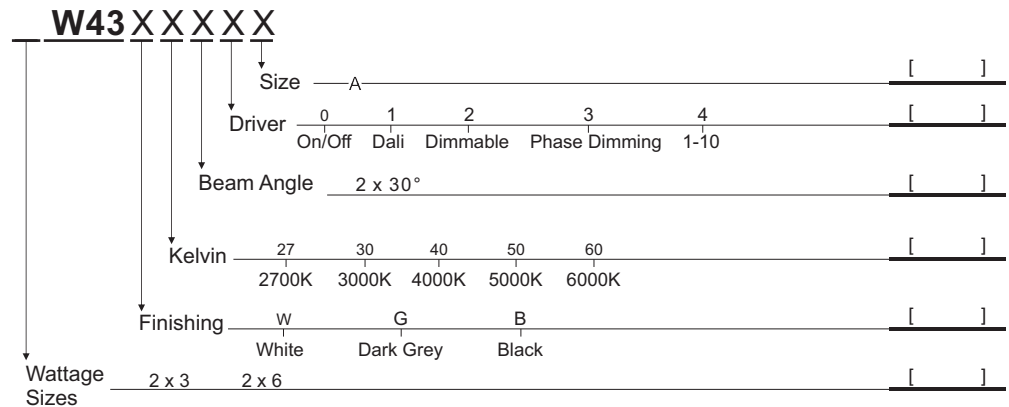 W43XXXXX
Size A [ ]
Driver 0 1 2 3 4 [ ]
On/Off Dali Dimmable Phase Dimming 1-10
Beam Angle 2 x 30° [ ]
Kelvin 27 30 40 50 60 [ ]
2700K 3000K 4000K 5000K 6000K
Finishing W G B [ ]
White Dark Grey Black
Wattage 2 x 3 2 x 6 [ ]
Sizes